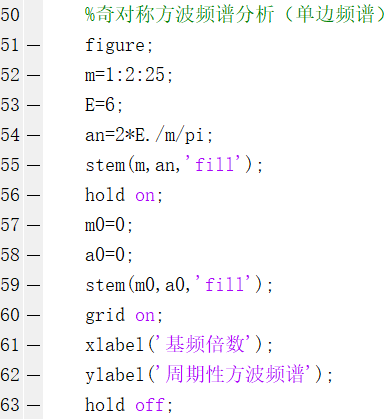 50 %奇对称方波频谱分析（单边频谱）
51 — figure;
52 — m=1:2:25;
53 — E=6;
54 — an=2*E./m/pi;
55 — stem(m,an,'fill');
56 — hold on;
57 — m0=0;
58 — a0=0;
59 — stem(m0,a0,'fill');
60 — grid on;
61 — xlabel('基频倍数');
62 — ylabel('周期性方波频谱');
63 — hold off;